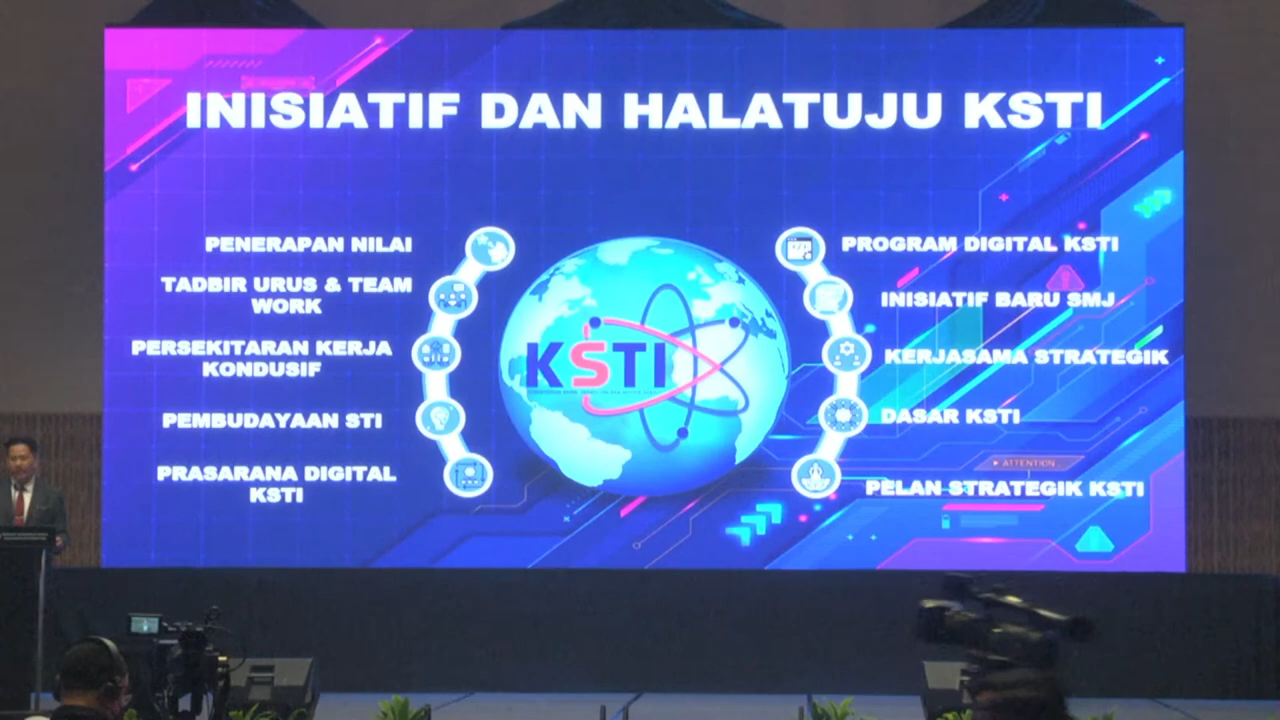 INISIATIF DAN HALATUJU KSTI
PENERAPAN NILAI
TADBIR URUS & TEAM
WORK
PERSEKITARAN KERJA
KONDUSIF
PEMBUDAYAAN STI
PRASARANA DIGITAL
KSTI
KSTI
PROGRAM DIGITAL KSTI
INISIATIF BARU SMJ
KERJASAMA STRATEGIK
DASAR KSTI
ATTENTION
PELAN STRATEGIK KSTI